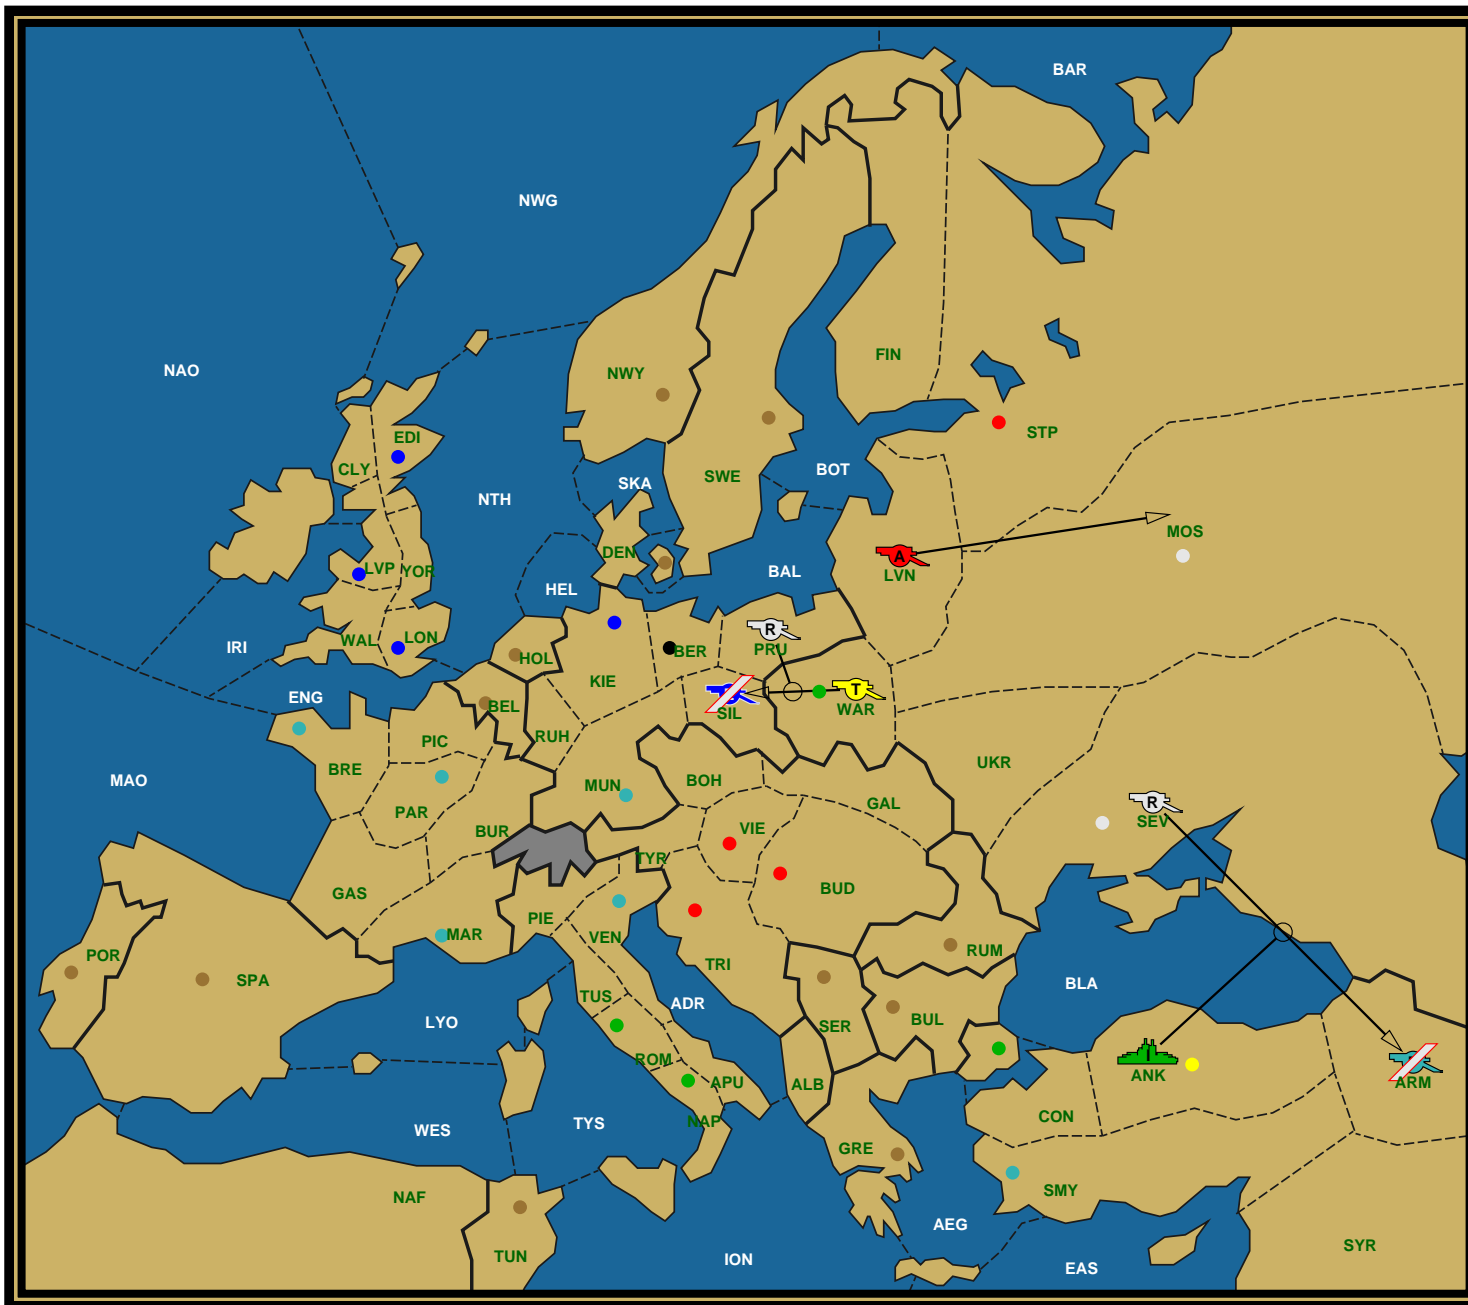 BAR
NWG
NAO
FIN
NWY
STP
EDI
CLY
SKA
BOT
SWE
NTH
MOS
DEN
A
LVN
LVP
YOR
BAL
HEL
R
PRU
WAL
LON
IRI
BER
HOL
KIE
ENG
T
WAR
SIL
BEL
RUH
PIC
BRE
MAO
UKR
MUN
BOH
GAL
R
SEV
PAR
VIE
BUR
TYR
BUD
GAS
PIE
MAR
VEN
POR
RUM
TRI
SPA
BLA
TUS
ADR
LYO
BUL
SER
ROM
I
ANK
APU
ALB
ARM
CON
NAP
TYS
WES
GRE
SMY
NAF
AEG
SYR
TUN
ION
EAS